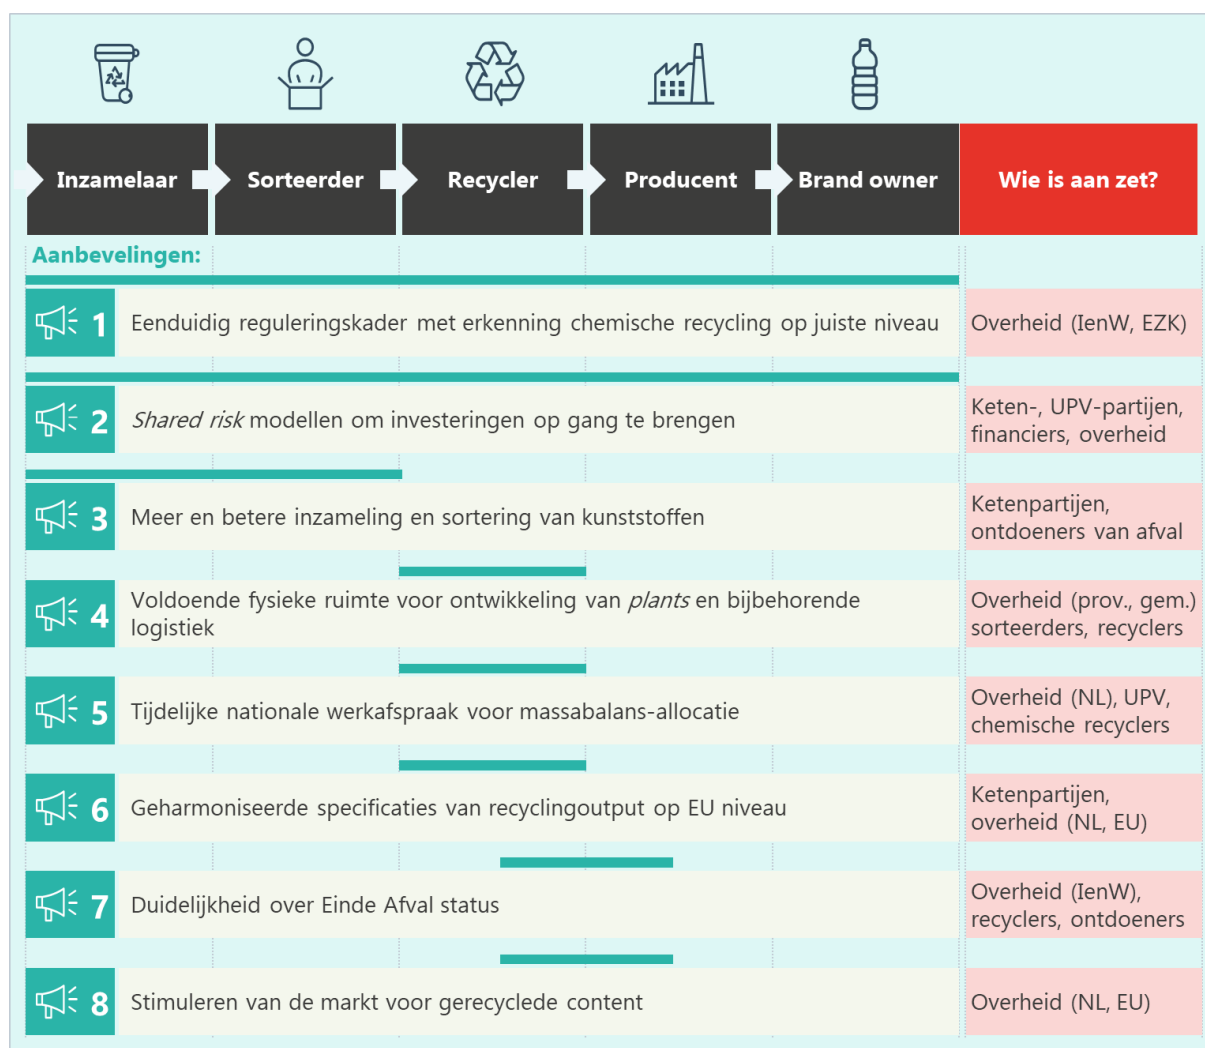 Inzamelaar
Sorteerder
Recycler
Producent
Brand owner
Wie is aan zet?
Aanbevelingen:
1
Eenduidig reguleringskader met erkenning chemische recycling op juiste niveau
Overheid (IenW, EZK)
2
Shared risk modellen om investeringen op gang te brengen
Keten-, UPV-partijen,
financiers, overheid
3
Meer en betere inzameling en sortering van kunststoffen
Ketenpartijen,
ontdoeners van afval
4
Voldoende fysieke ruimte voor ontwikkeling van plants en bijbehorende
logistiek
Overheid (prov., gem.)
sorteerders, recyclers
5
Tijdelijke nationale werkafspraak voor massabalans-allocatie
Overheid (NL), UPV,
chemische recyclers
6
Geharmoniseerde specificaties van recyclingoutput op EU niveau
Ketenpartijen,
overheid (NL, EU)
7
Duidelijkheid over Einde Afval status
Overheid (IenW),
recyclers, ontdoeners
8
Stimuleren van de markt voor gerecyclede content
Overheid (NL, EU)